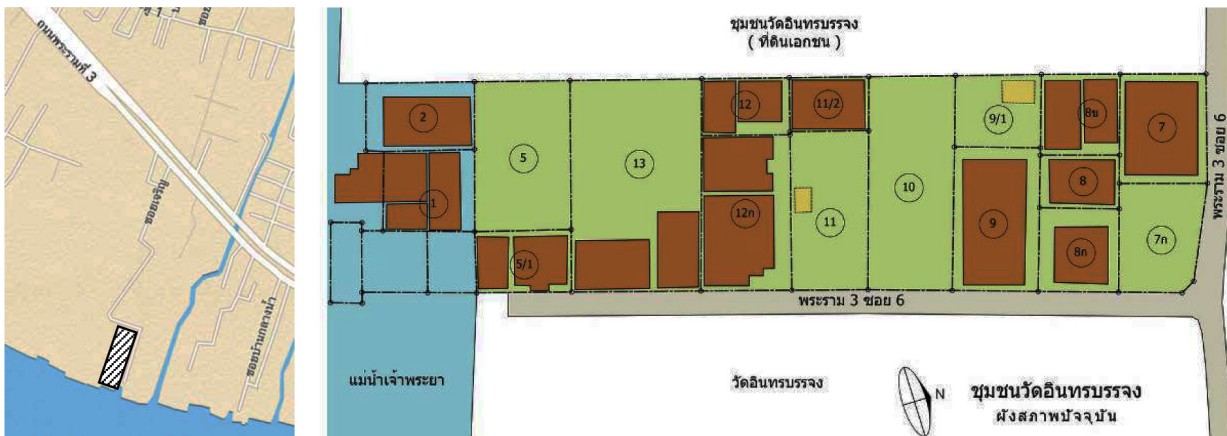 ถนนพระรามที่ 3
ซอยเจริญ
ซอยบ้านกลางน้ำ
ชุมชนวัดอินทรบรรจง
( ที่ดินเอกชน )
2
1
5
5/1
13
12
12ก
11/2
11
10
9/1
9
8ข
8
8ก
7
7ก
พระราม 3 ซอย 6
พระราม 3 ซอย 6
แม่น้ำเจ้าพระยา
วัดอินทรบรรจง
N
ชุมชนวัดอินทรบรรจง
ผังสภาพปัจจุบัน